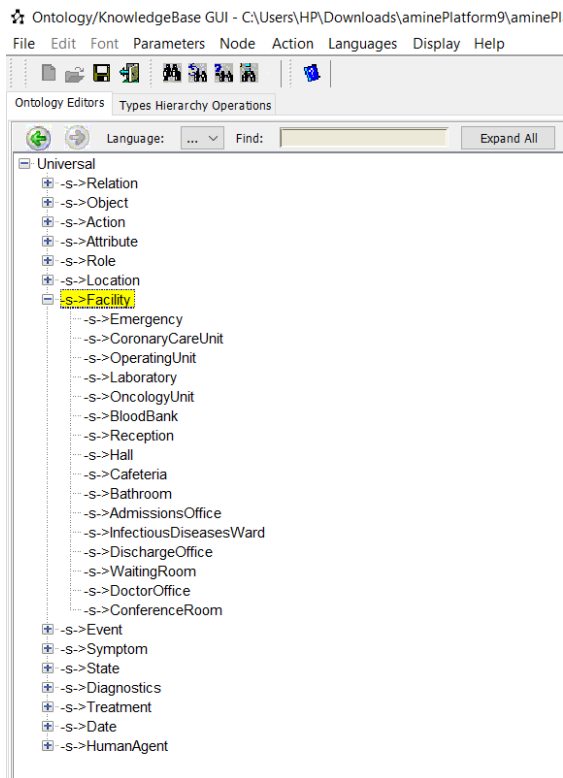 Ontology/KnowledgeBase GUI - C:\Users\HP\Downloads\aminePlatform9\aminePl
File Edit Font Parameters Node Action Languages Display Help
Ontology Editors Types Hierarchy Operations
Language: ... Find: Expand All
Universal
-s->Relation
-s->Object
-s->Action
-s->Attribute
-s->Role
-s->Location
-s->Facility
-s->Emergency
-s->CoronaryCareUnit
-s->OperatingUnit
-s->Laboratory
-s->OncologyUnit
-s->BloodBank
-s->Reception
-s->Hall
-s->Cafeteria
-s->Bathroom
-s->AdmissionsOffice
-s->InfectiousDiseasesWard
-s->DischargeOffice
-s->WaitingRoom
-s->DoctorOffice
-s->ConferenceRoom
-s->Event
-s->Symptom
-s->State
-s->Diagnostics
-s->Treatment
-s->Date
-s->HumanAgent